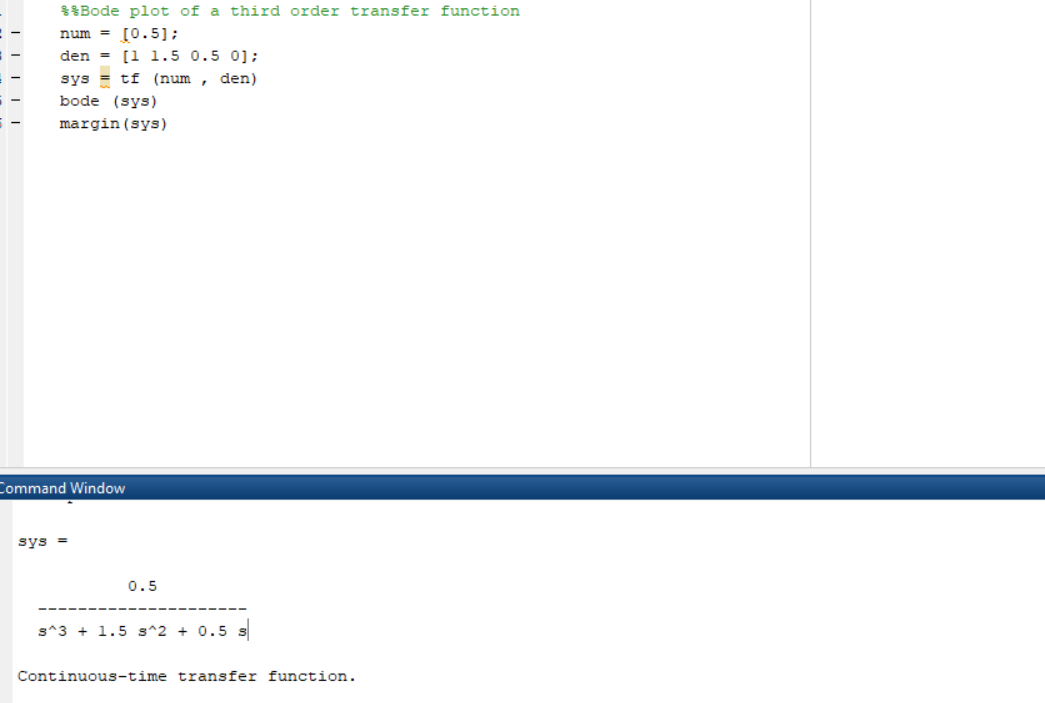 %%Bode plot of a third order transfer function
num = [0.5];
den = [1 1.5 0.5 0];
sys = tf (num , den)
bode (sys)
margin(sys)
Command Window
sys =
0.5
---------------------
s^3 + 1.5 s^2 + 0.5 s
Continuous-time transfer function.